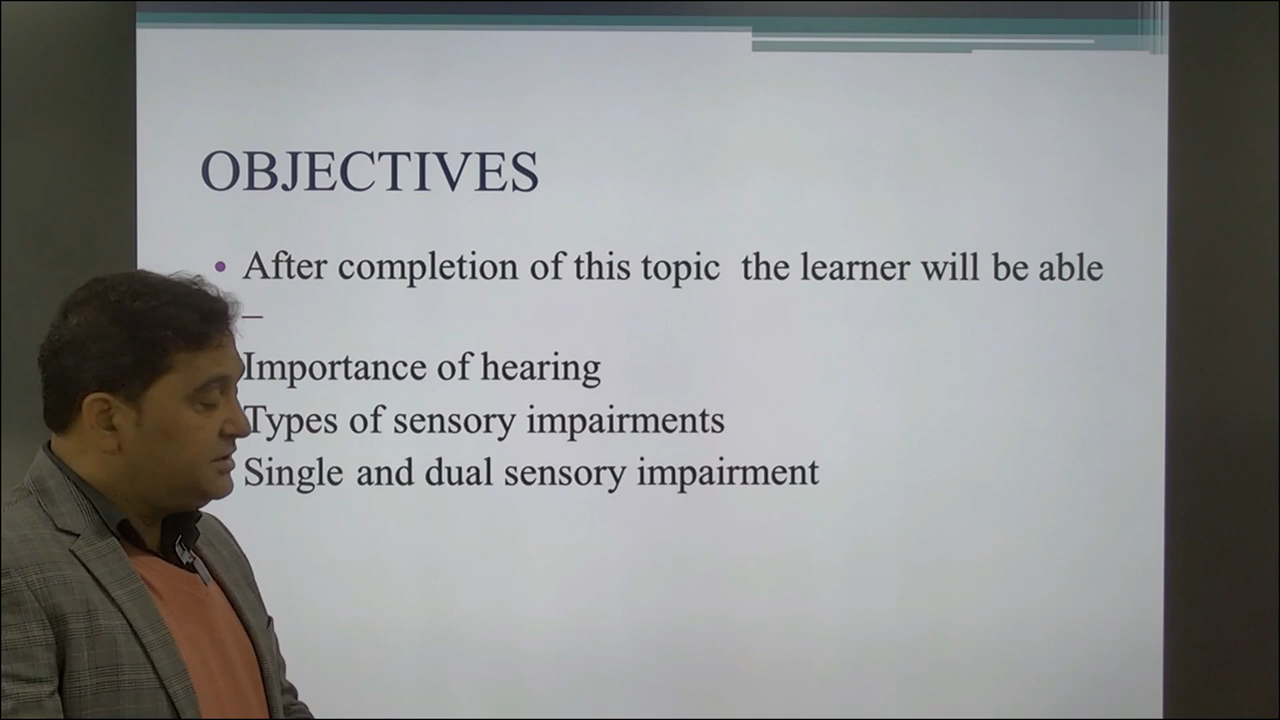 OBJECTIVES
• After completion of this topic the learner will be able
–
Importance of hearing
Types of sensory impairments
Single and dual sensory impairment